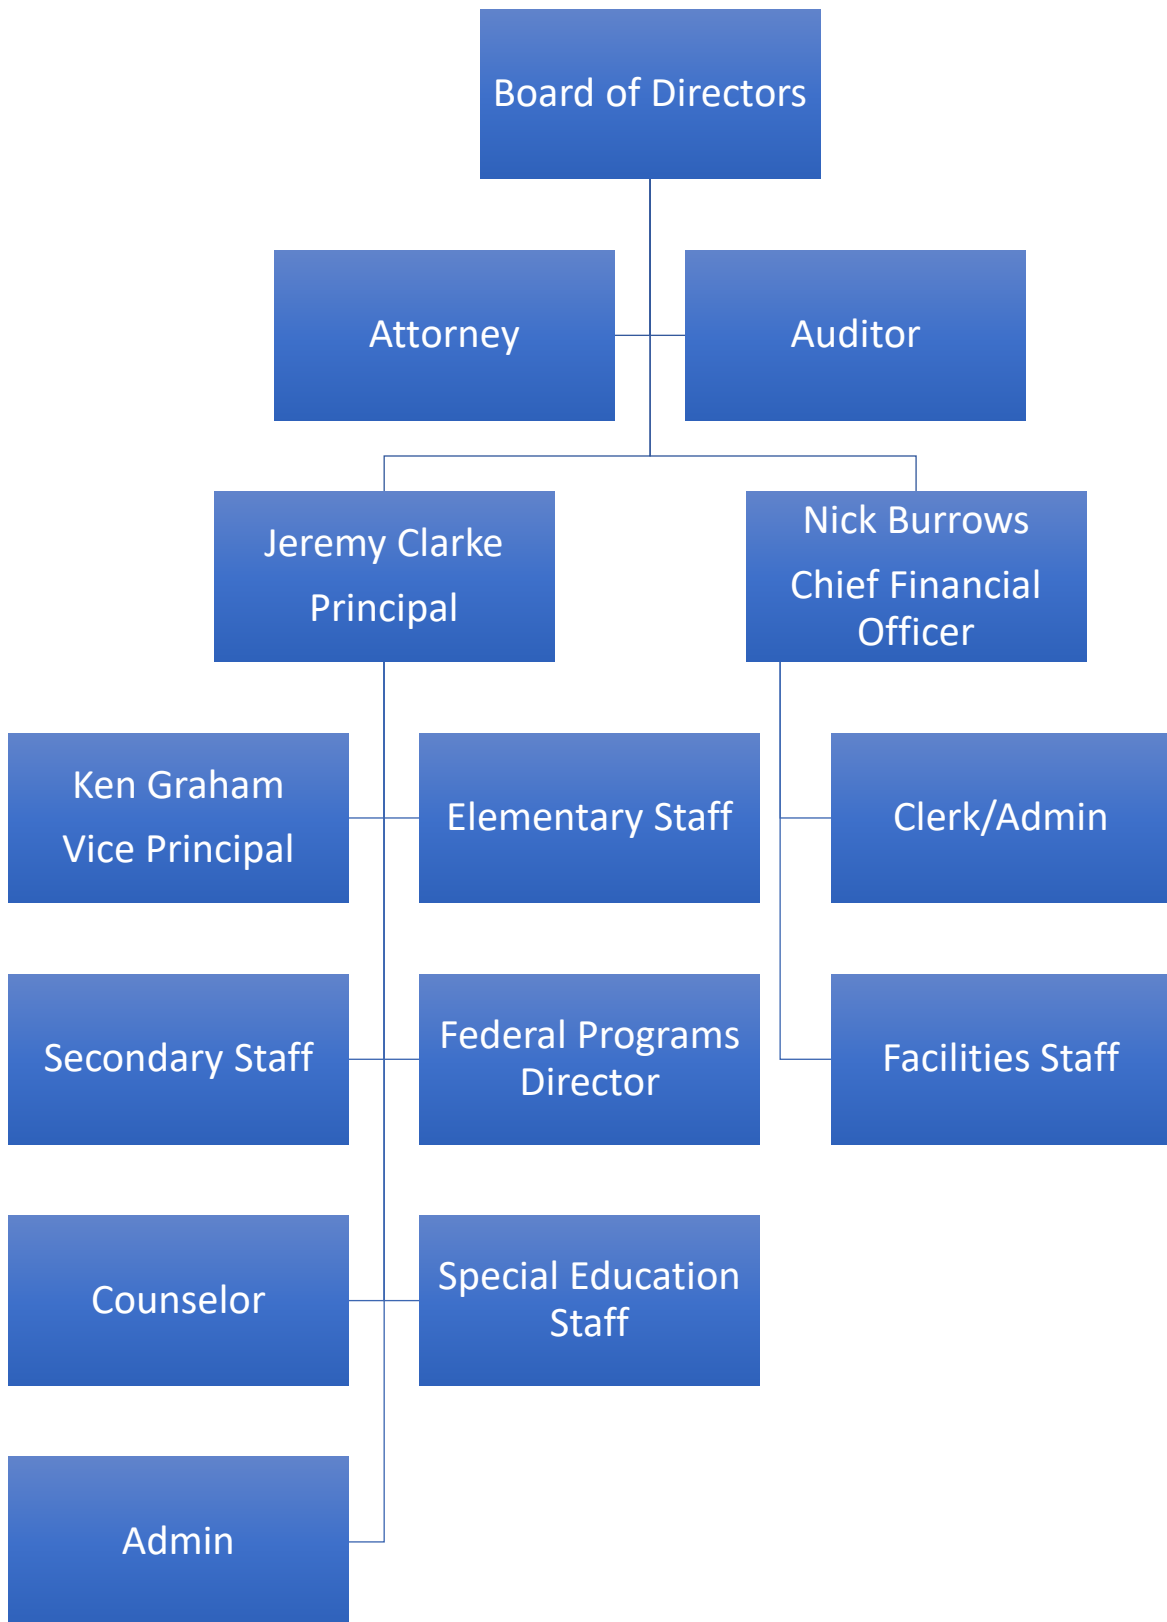 Board of Directors
Attorney
Auditor
Jeremy Clarke
Principal
Nick Burrows
Chief Financial
Officer
Ken Graham
Vice Principal
Elementary Staff
Clerk/Admin
Secondary Staff
Federal Programs
Director
Facilities Staff
Counselor
Special Education
Staff
Admin